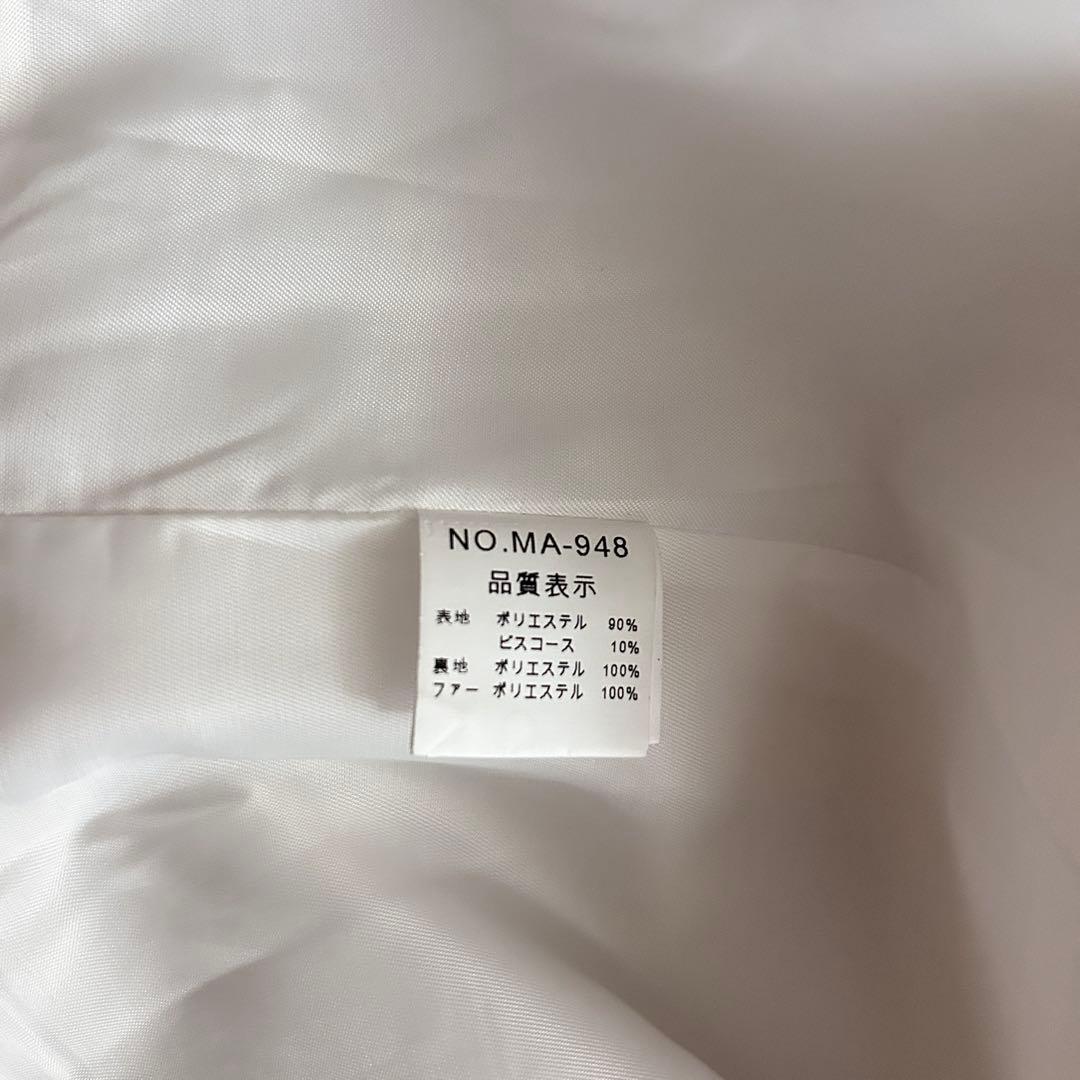 NO.MA-948
品質表示
表地 ポリエステル 90%
ビスコース 10%
裏地 ポリエステル 100%
ファー ポリエステル 100%